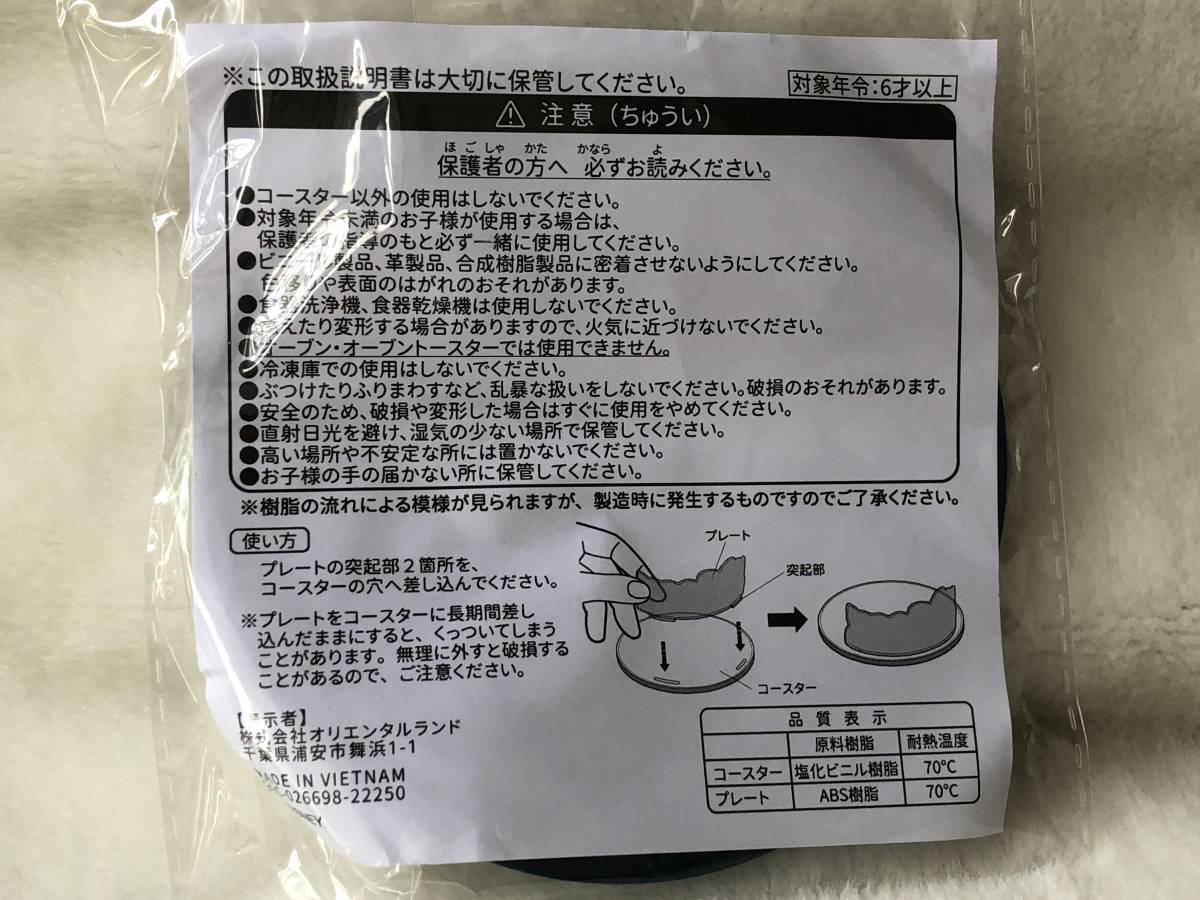 ※この取扱説明書は大切に保管してください。
対象年令:6才以上
注意(ちゅうい)
ほごしゃ かた かなら よ
保護者の方へ 必ずお読みください。
●コースター以外の使用はしないでください。
●対象年令未満のお子様が使用する場合は、
保護者の指導のもと必ず一緒に使用してください。
●ビニール製品、革製品、合成樹脂製品に密着させないようにしてください。
色移りや表面のはがれのおそれがあります。
●食器洗浄機、食器乾燥機は使用しないでください。
●燃えたり変形する場合がありますので、火気に近づけないでください。
●オーブン・オーブントースターでは使用できません。
●冷凍庫での使用はしないでください。
●ぶつけたりふりまわすなど、乱暴な扱いをしないでください。破損のおそれがあります。
●安全のため、破損や変形した場合はすぐに使用をやめてください。
●直射日光を避け、湿気の少ない場所で保管してください。
●高い場所や不安定な所には置かないでください。
●お子様の手の届かない所に保管してください。
※樹脂の流れによる模様が見られますが、製造時に発生するものですのでご了承ください。
使い方
プレートの突起部2箇所を、
コースターの穴へ差し込んでください。
※プレートをコースターに長期間差し
込んだままにすると、くっついてしまう
ことがあります。無理に外すと破損する
ことがあるので、ご注意ください。
プレート
突起部
コースター
示者】
株式会社オリエンタルランド
千葉県浦安市舞浜1-1
MADE IN VIETNAM
-026698-22250
品質表示
原料樹脂 耐熱温度
コースター 塩化ビニル樹脂 70℃
プレート ABS樹脂 70℃